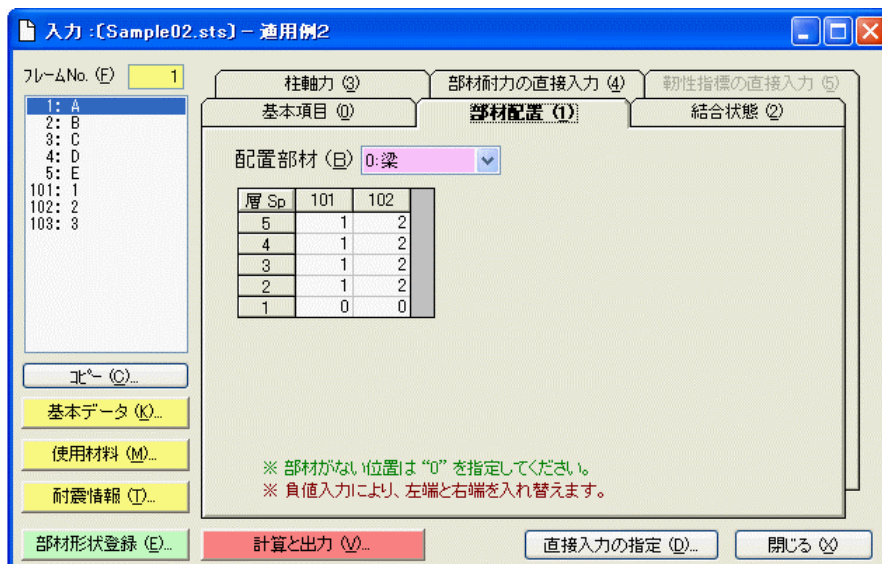 入力 :〔Sample02.sts〕 － 適用例2
フレームNo. (F) 1
1: A
2: B
3: C
4: D
5: E
101: 1
102: 2
103: 3
コピー (C)...
基本データ (K)...
使用材料 (M)...
耐震情報 (T)...
部材形状登録 (E)...
柱軸力 (3) 部材耐力の直接入力 (4) 靭性指標の直接入力 (5)
基本項目 (0) 部材配置 (1) 結合状態 (2)
配置部材 (B) 0:梁
層 Sp 101 102
5 1 2
4 1 2
3 1 2
2 1 2
1 0 0
※ 部材がない位置は “0” を指定してください。
※ 負値入力により、左端と右端を入れ替えます。
計算と出力 (V)... 直接入力の指定 (D)... 閉じる (X)